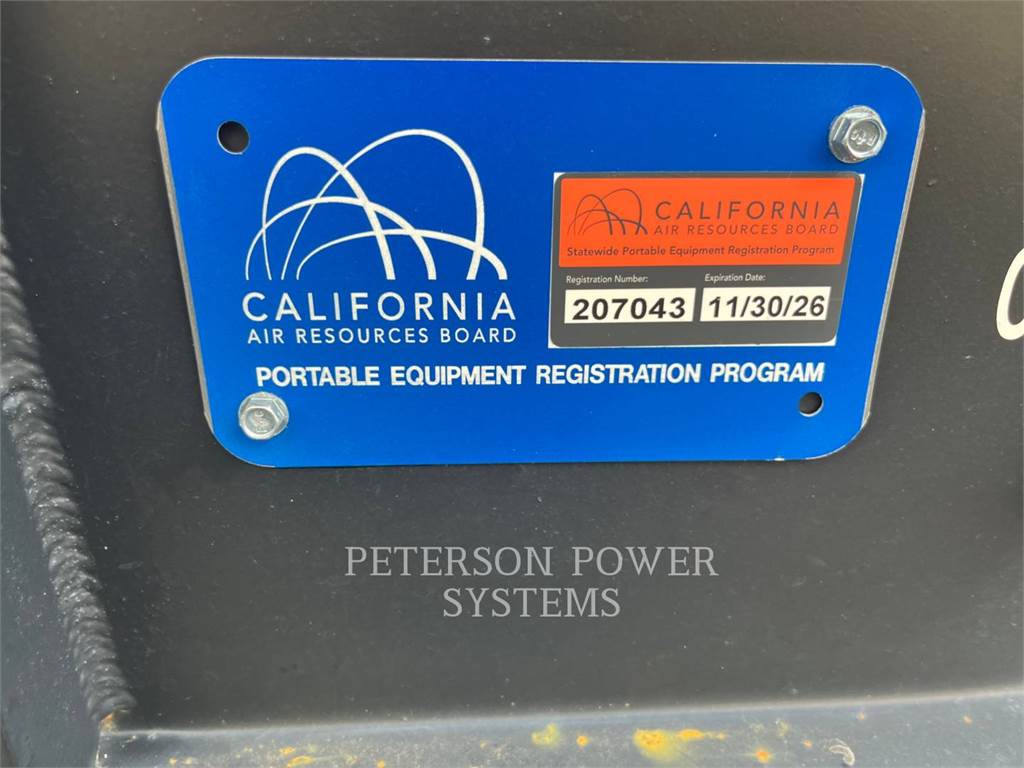 CALIFORNIA
AIR RESOURCES BOARD
CALIFORNIA
AIR RESOURCES BOARD
Statewide Portable Equipment Registration Program
Registration Number: Expiration Date:
207043 11/30/26
PORTABLE EQUIPMENT REGISTRATION PROGRAM
PETERSON POWER
SYSTEMS